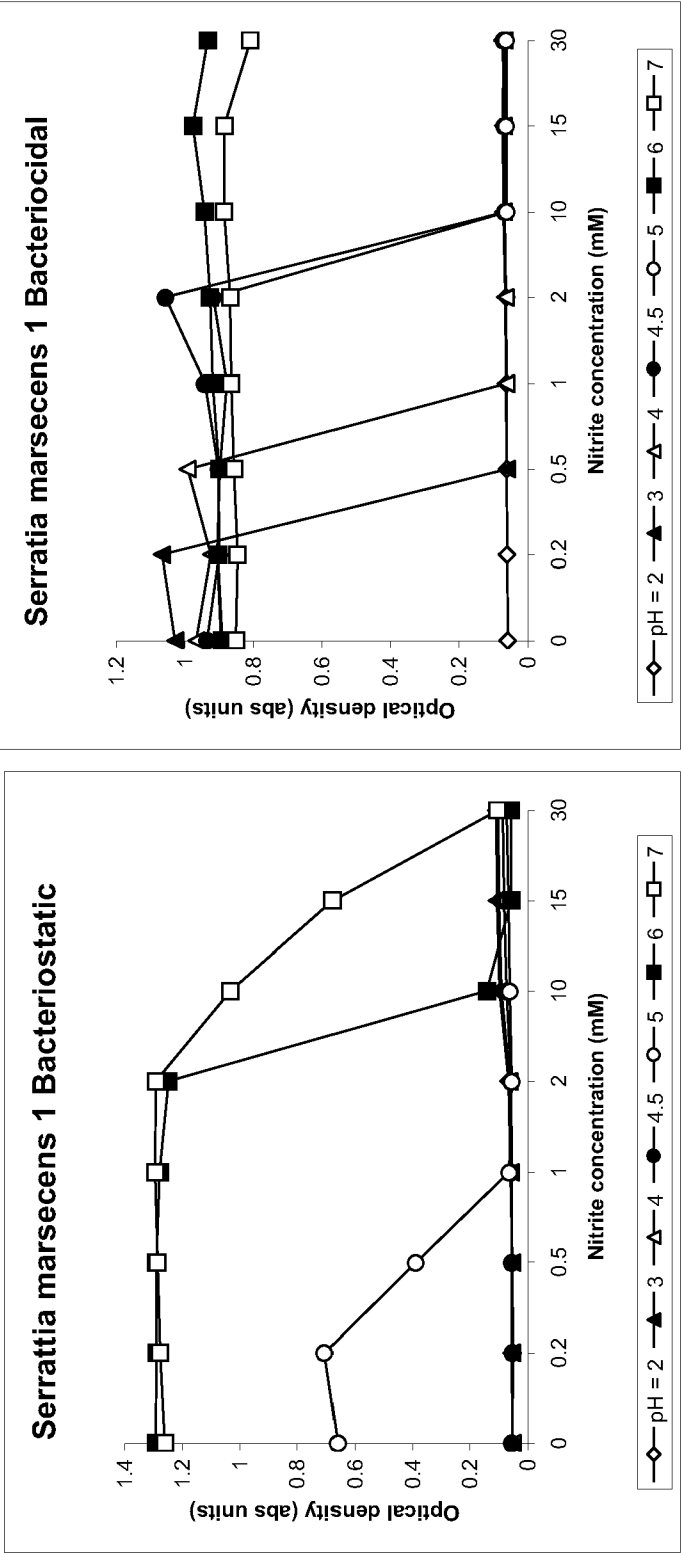 Serrattia marsecens 1 Bacteriostatic
1.4
1.2
1
0.8
0.6
0.4
0.2
0
Optical density (abs units)
0 0.2 0.5 1 2 10 15 30
Nitrite concentration (mM)
pH = 2 3 4 4.5 5 6 7
Serratia marsecens 1 Bacteriocidal
1.2
1
0.8
0.6
0.4
0.2
0
Optical density (abs units)
0 0.2 0.5 1 2 10 15 30
Nitrite concentration (mM)
pH = 2 3 4 4.5 5 6 7